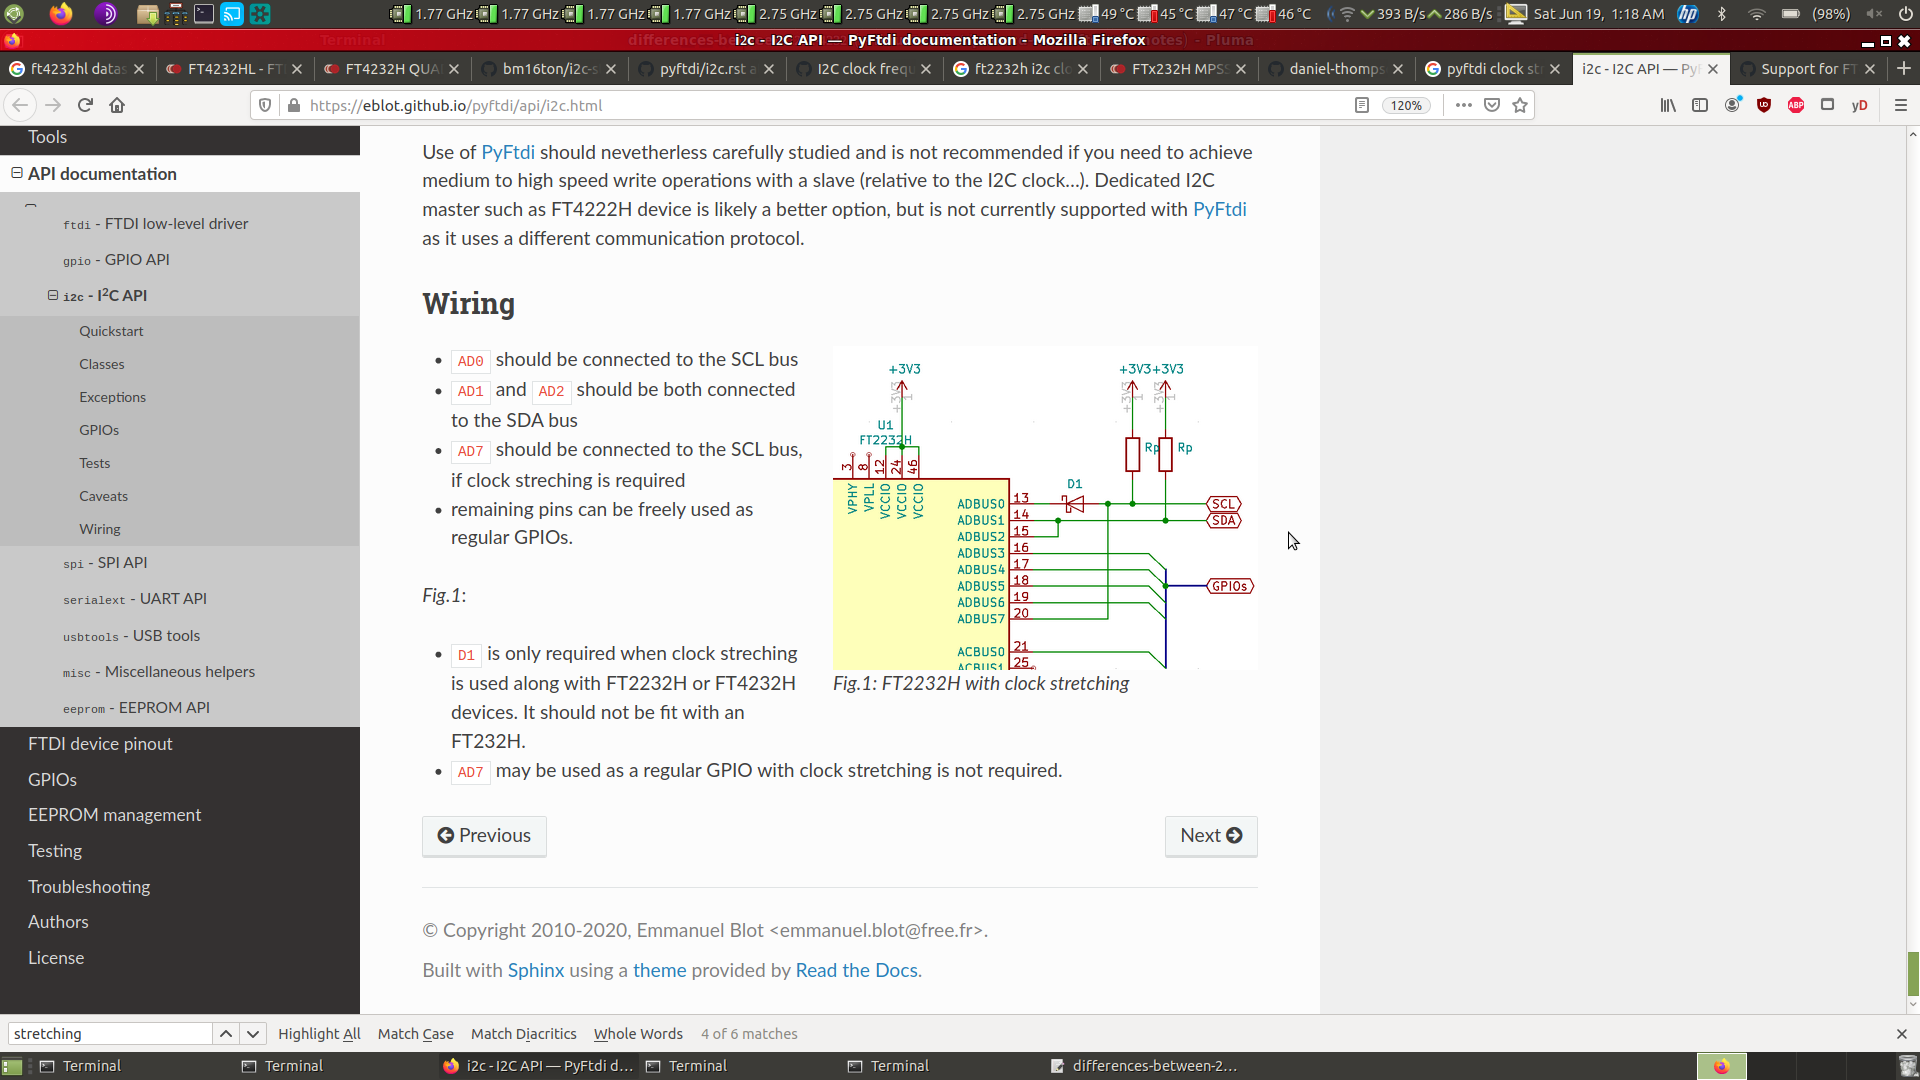 1.77 GHz 1.77 GHz 1.77 GHz 1.77 GHz 2.75 GHz 2.75 GHz 2.75 GHz 2.75 GHz 49 °C 45 °C 47 °C 46 °C 393 B/s 286 B/s Sat Jun 19, 1:18 AM hp (98%)
i2c - I2C API — PyFtdi documentation - Mozilla Firefox
ft4232hl datas
FT4232HL - FT
FT4232H QUA
bm16ton/i2c-s
pyftdi/i2c.rst a
I2C clock freq
ft2232h i2c clo
FTx232H MPSS
daniel-thomps
pyftdi clock st
i2c - I2C API — PyF
Support for FT
https://eblot.github.io/pyftdi/api/i2c.html
120%
ABP
yD
Tools
API documentation
ftdi - FTDI low-level driver
gpio - GPIO API
i2c - I2C API
Quickstart
Classes
Exceptions
GPIOs
Tests
Caveats
Wiring
spi - SPI API
serialext - UART API
usbtools - USB tools
misc - Miscellaneous helpers
eeprom - EEPROM API
FTDI device pinout
GPIOs
EEPROM management
Testing
Troubleshooting
Authors
License
Use of PyFtdi should nevetherless carefully studied and is not recommended if you need to achieve
medium to high speed write operations with a slave (relative to the I2C clock…). Dedicated I2C
master such as FT4222H device is likely a better option, but is not currently supported with PyFtdi
as it uses a different communication protocol.
Wiring
AD0 should be connected to the SCL bus
AD1 and AD2 should be both connected
to the SDA bus
AD7 should be connected to the SCL bus,
if clock streching is required
remaining pins can be freely used as
regular GPIOs.
Fig.1:
D1 is only required when clock streching
is used along with FT2232H or FT4232H
devices. It should not be fit with an
FT232H.
AD7 may be used as a regular GPIO with clock stretching is not required.
+3V3 +3V3 +3V3
+3V3 1 +3V3 1 +3V3 1
U1
FT2232H
Rp Rp
3 8 12 24 46
VPHY VPLL VCCIO VCCIO VCCIO
D1
ADBUS0 13 SCL
ADBUS1 14 SDA
ADBUS2 15
ADBUS3 16
ADBUS4 17
ADBUS5 18 GPIOs
ADBUS6 19
ADBUS7 20
ACBUS0 21
ACBUS1 25
Fig.1: FT2232H with clock stretching
Previous
Next
© Copyright 2010-2020, Emmanuel Blot <emmanuel.blot@free.fr>.
Built with Sphinx using a theme provided by Read the Docs.
stretching
Highlight All
Match Case
Match Diacritics
Whole Words
4 of 6 matches
Terminal
Terminal
i2c - I2C API — PyFtdi d…
Terminal
Terminal
differences-between-2…